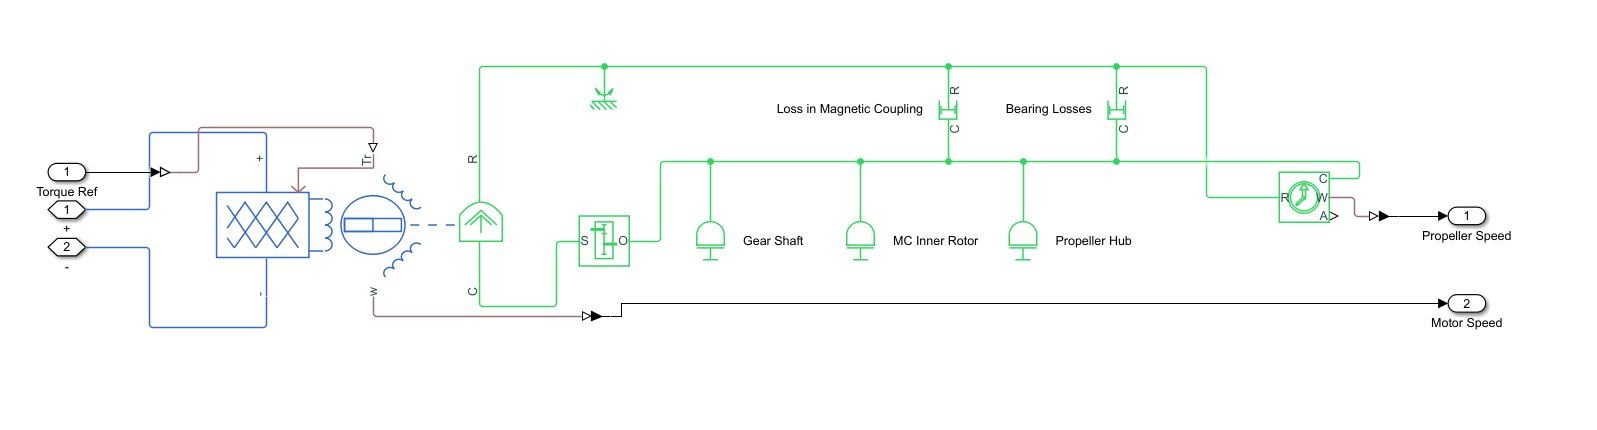 R
R
Loss in Magnetic Coupling
Bearing Losses
C
C
+
Tr
R
1
Torque Ref
C
R
W
A
1
+
1
Propeller Speed
S
O
Gear Shaft
MC Inner Rotor
Propeller Hub
2
-
-
w
C
2
Motor Speed